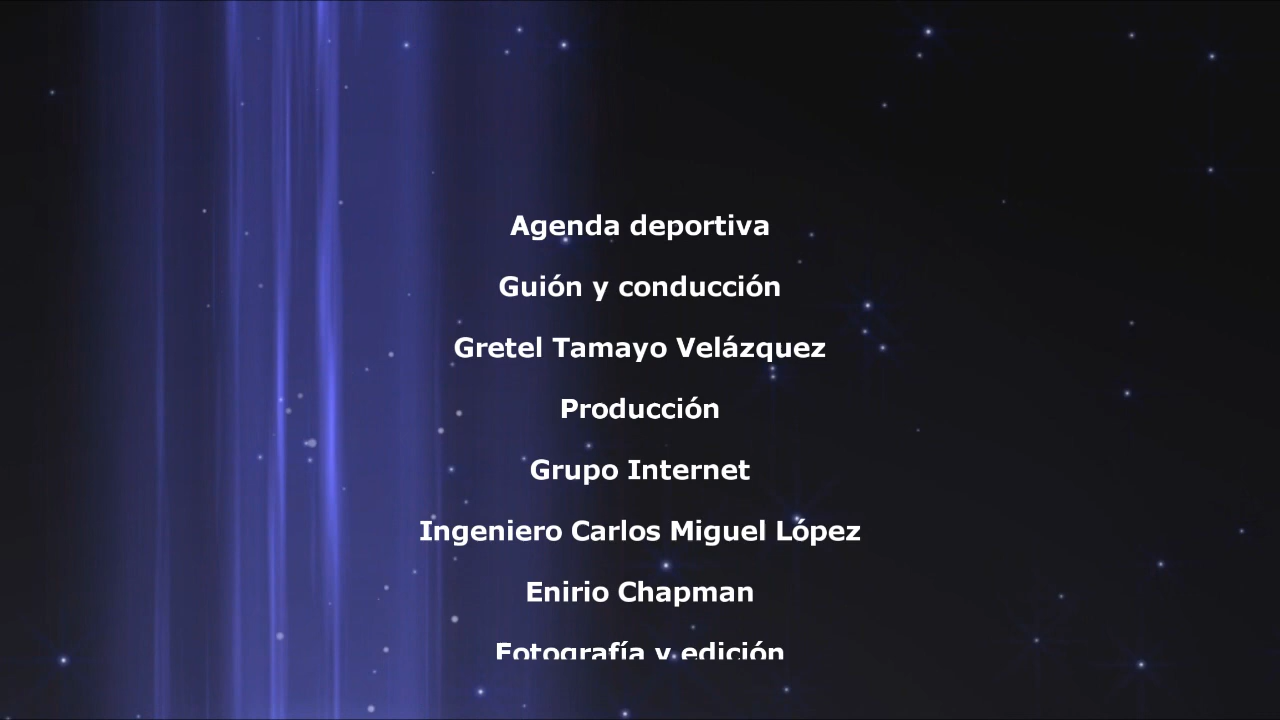 Agenda deportiva
Guión y conducción
Gretel Tamayo Velázquez
Producción
Grupo Internet
Ingeniero Carlos Miguel López
Enirio Chapman
Fotografía y edición